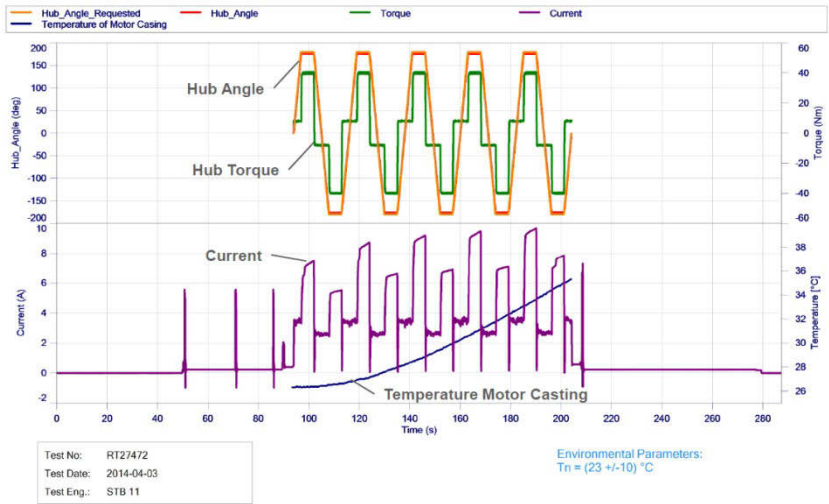 Hub_Angle_Requested Hub_Angle Torque Current
Temperature of Motor Casing
200 60
150 40
100 20
50
0 0
-50 -20
-100 -40
-150
-200 -60
Hub_Angle (deg)
Torque (Nm)
Hub Angle
Hub Torque
10 38
8 36
6 34
4 32
2 30
0 28
-2 26
Current (A)
Temperature [°C]
Current
Temperature Motor Casting
0 20 40 60 80 100 120 140 160 180 200 220 240 260 280
Time (s)
Test No: RT27472
Test Date: 2014-04-03
Test Eng.: STB 11
Environmental Parameters:
Tn = (23 +/-10) °C